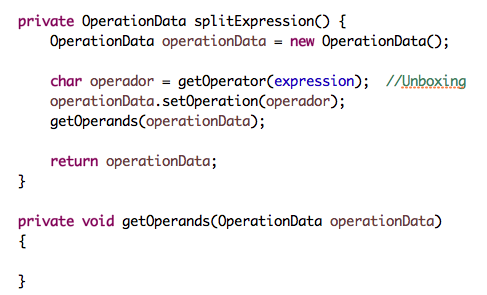 private OperationData splitExpression() {
    OperationData operationData = new OperationData();
    char operador = getOperator(expression);  //Unboxing
    operationData.setOperation(operador);
    getOperands(operationData);
    return operationData;
}
private void getOperands(OperationData operationData)
{
}